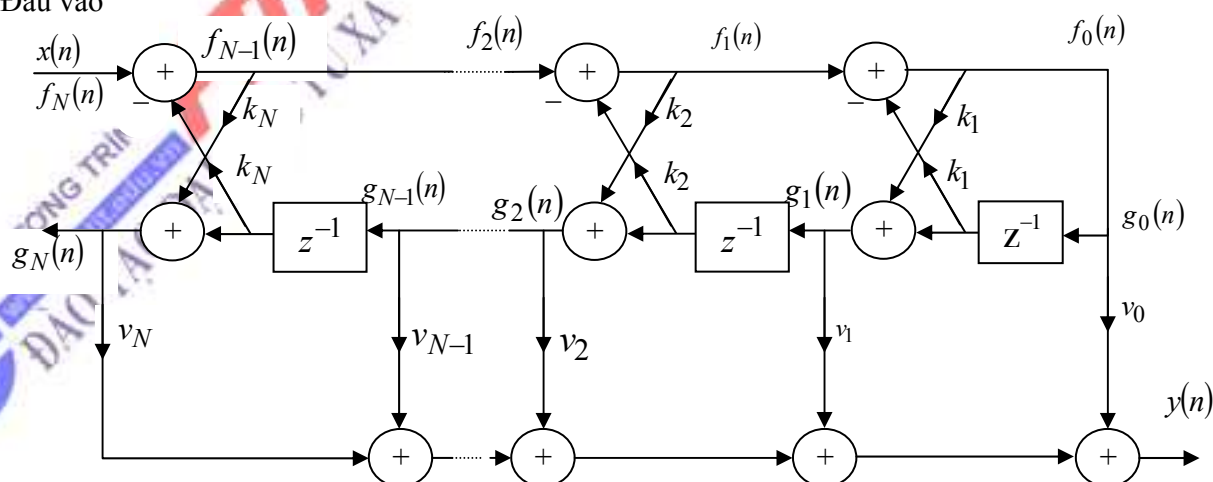 Đầu vào
x(n)
f_N(n)
+
−
f_{N−1}(n)
k_N
k_N
f_2(n)
+
−
k_2
k_2
f_1(n)
+
−
k_1
k_1
f_0(n)
g_N(n)
+
z^{−1}
g_{N−1}(n)
g_2(n)
+
z^{−1}
g_1(n)
+
z^{-1}
g_0(n)
v_N
v_{N−1}
v_2
v_1
v_0
y(n)
+
+
+
+